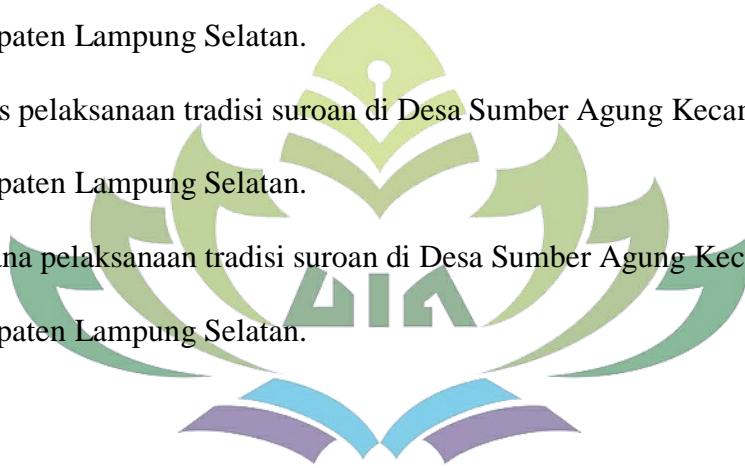 paten Lampung Selatan.
s pelaksanaan tradisi suroan di Desa Sumber Agung Kecan
paten Lampung Selatan.
na pelaksanaan tradisi suroan di Desa Sumber Agung Kec
UIN
paten Lampung Selatan.